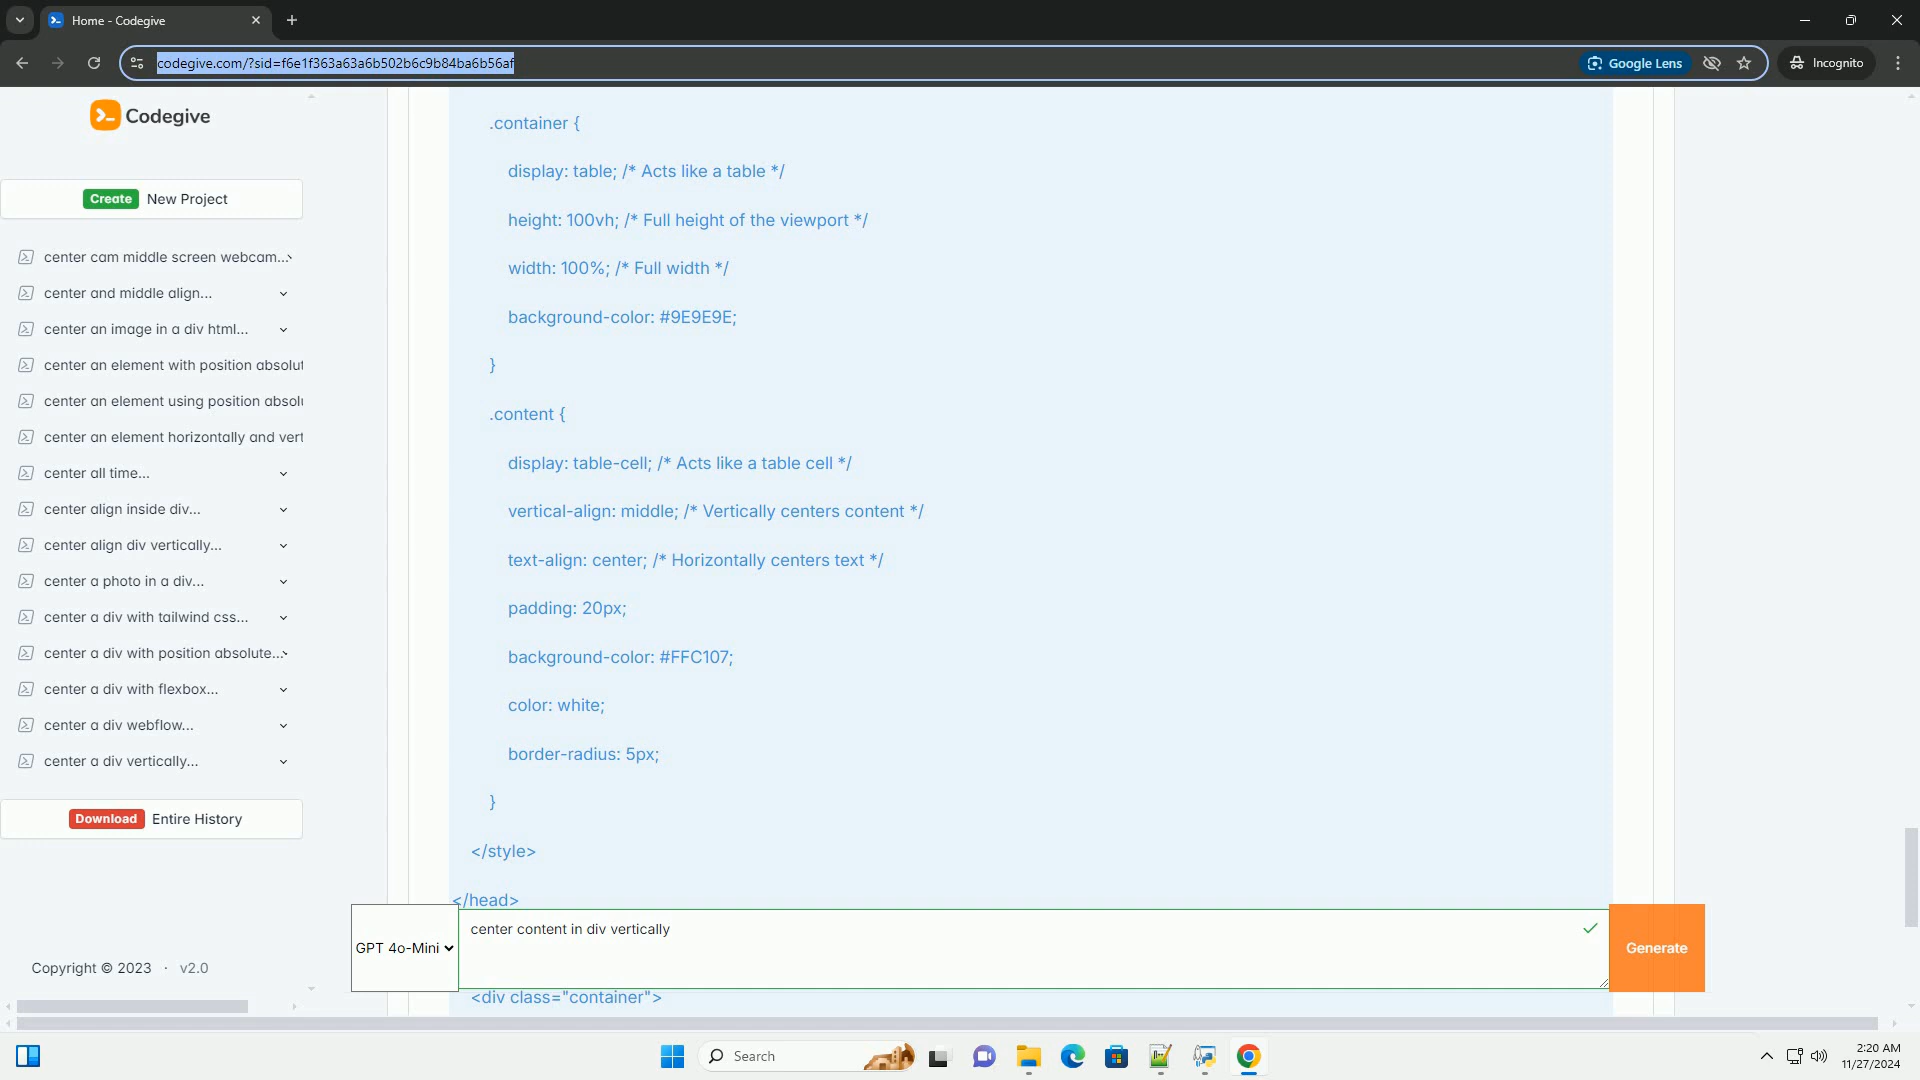 Home - Codegive
codegive.com/?sid=f6e1f363a63a6b502b6c9b84ba6b56af
Google Lens
Incognito
Codegive
Create New Project
center cam middle screen webcam...
center and middle align...
center an image in a div html...
center an element with position absolut
center an element using position absolu
center an element horizontally and vert
center all time...
center align inside div...
center align div vertically...
center a photo in a div...
center a div with tailwind css...
center a div with position absolute...
center a div with flexbox...
center a div webflow...
center a div vertically...
Download Entire History
Copyright © 2023 · v2.0
.container {
display: table; /* Acts like a table */
height: 100vh; /* Full height of the viewport */
width: 100%; /* Full width */
background-color: #9E9E9E;
}
.content {
display: table-cell; /* Acts like a table cell */
vertical-align: middle; /* Vertically centers content */
text-align: center; /* Horizontally centers text */
padding: 20px;
background-color: #FFC107;
color: white;
border-radius: 5px;
}
</style>
</head>
GPT 4o-Mini
center content in div vertically
Generate
<div class="container">
Search
2:20 AM
11/27/2024